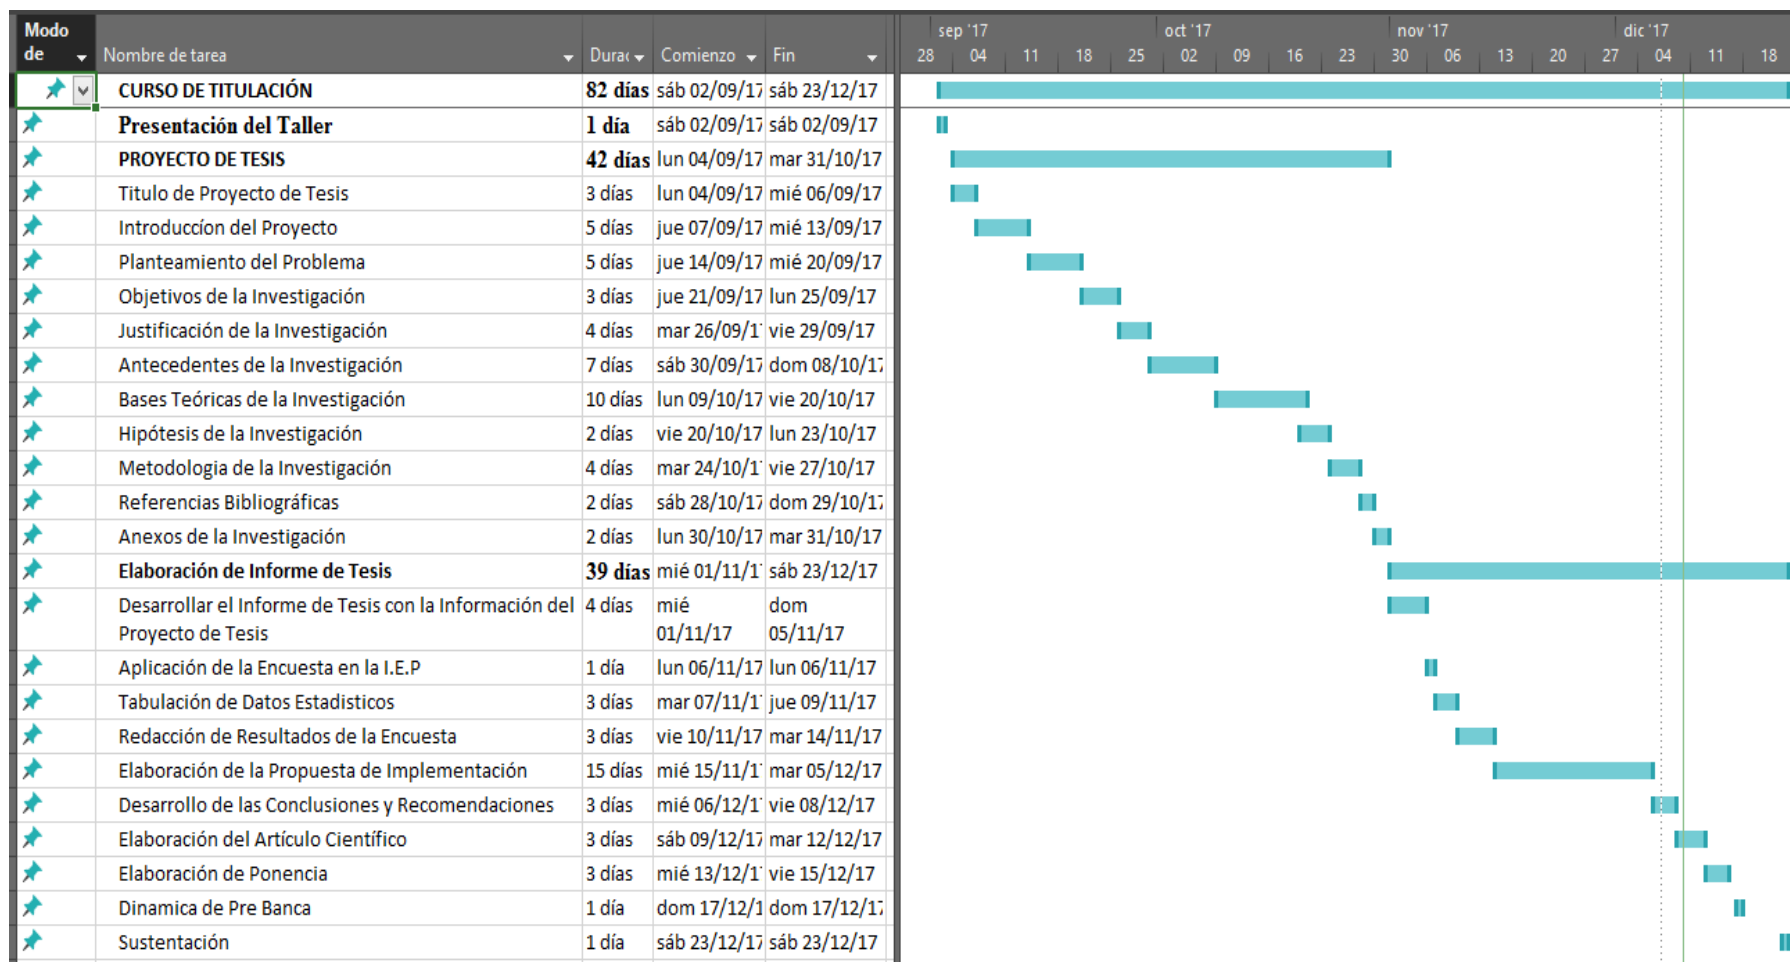 Modo de Nombre de tarea Durac Comienzo Fin
sep '17 oct '17 nov '17 dic '17
28 04 11 18 25 02 09 16 23 30 06 13 20 27 04 11 18
CURSO DE TITULACIÓN 82 días sáb 02/09/17 sáb 23/12/17
Presentación del Taller 1 día sáb 02/09/17 sáb 02/09/17
PROYECTO DE TESIS 42 días lun 04/09/17 mar 31/10/17
Titulo de Proyecto de Tesis 3 días lun 04/09/17 mié 06/09/17
Introduccíon del Proyecto 5 días jue 07/09/17 mié 13/09/17
Planteamiento del Problema 5 días jue 14/09/17 mié 20/09/17
Objetivos de la Investigación 3 días jue 21/09/17 lun 25/09/17
Justificación de la Investigación 4 días mar 26/09/1 vie 29/09/17
Antecedentes de la Investigación 7 días sáb 30/09/17 dom 08/10/17
Bases Teóricas de la Investigación 10 días lun 09/10/17 vie 20/10/17
Hipótesis de la Investigación 2 días vie 20/10/17 lun 23/10/17
Metodologia de la Investigación 4 días mar 24/10/1 vie 27/10/17
Referencias Bibliográficas 2 días sáb 28/10/17 dom 29/10/17
Anexos de la Investigación 2 días lun 30/10/17 mar 31/10/17
Elaboración de Informe de Tesis 39 días mié 01/11/1 sáb 23/12/17
Desarrollar el Informe de Tesis con la Información del 4 días mié dom
Proyecto de Tesis 01/11/17 05/11/17
Aplicación de la Encuesta en la I.E.P 1 día lun 06/11/17 lun 06/11/17
Tabulación de Datos Estadisticos 3 días mar 07/11/1 jue 09/11/17
Redacción de Resultados de la Encuesta 3 días vie 10/11/17 mar 14/11/17
Elaboración de la Propuesta de Implementación 15 días mié 15/11/1 mar 05/12/17
Desarrollo de las Conclusiones y Recomendaciones 3 días mié 06/12/1 vie 08/12/17
Elaboración del Artículo Científico 3 días sáb 09/12/17 mar 12/12/17
Elaboración de Ponencia 3 días mié 13/12/1 vie 15/12/17
Dinamica de Pre Banca 1 día dom 17/12/1 dom 17/12/17
Sustentación 1 día sáb 23/12/17 sáb 23/12/17